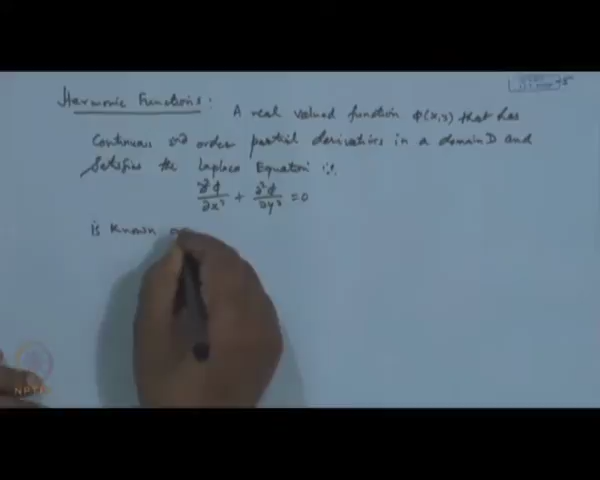 Harmonic Functions : A real valued function φ(x,y) that has
Continuous 2nd order partial derivatives in a domain D and
Satisfies the Laplace Equation i.e.
∂²φ/∂x² + ∂²φ/∂y² = 0
is known
NPTEL